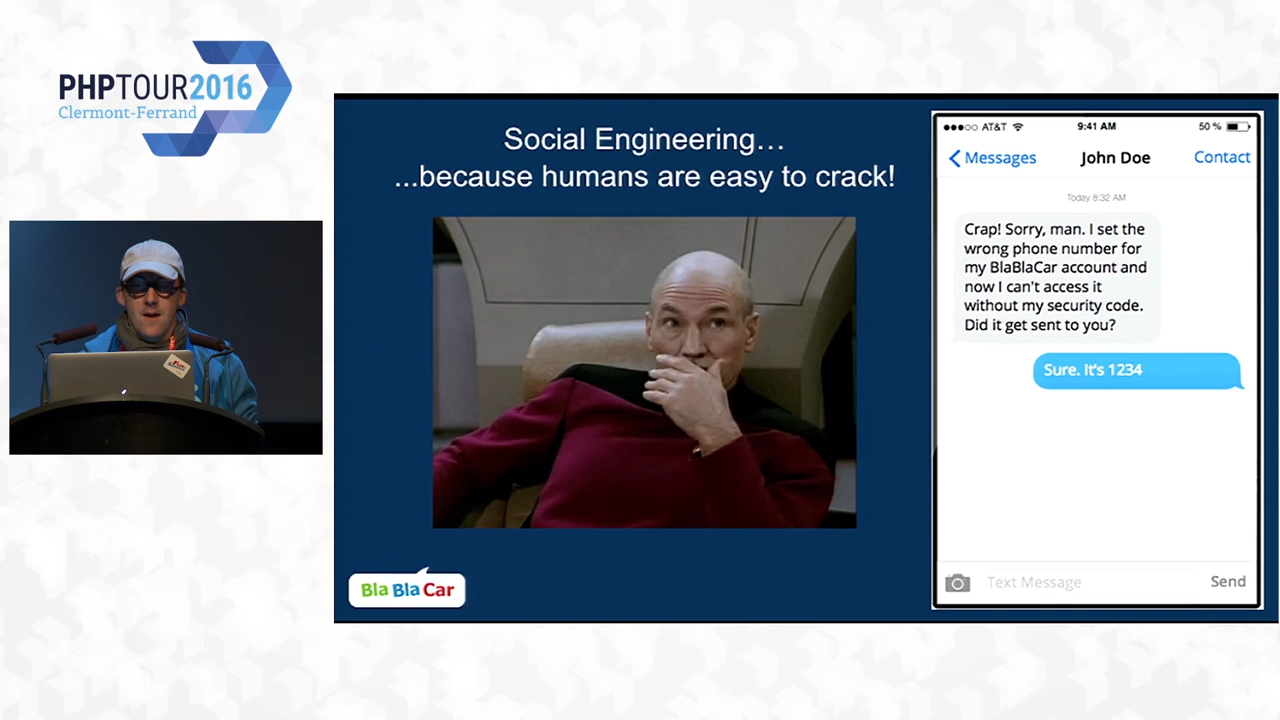 PHPTOUR2016
Clermont-Ferrand
Social Engineering...
...because humans are easy to crack!
BlaBlaCar
AT&T
9:41 AM
50 %
Messages
John Doe
Contact
Today 8:32 AM
Crap! Sorry, man. I set the
wrong phone number for
my BlaBlaCar account and
now I can't access it
without my security code.
Did it get sent to you?
Sure. It's 1234
Text Message
Send